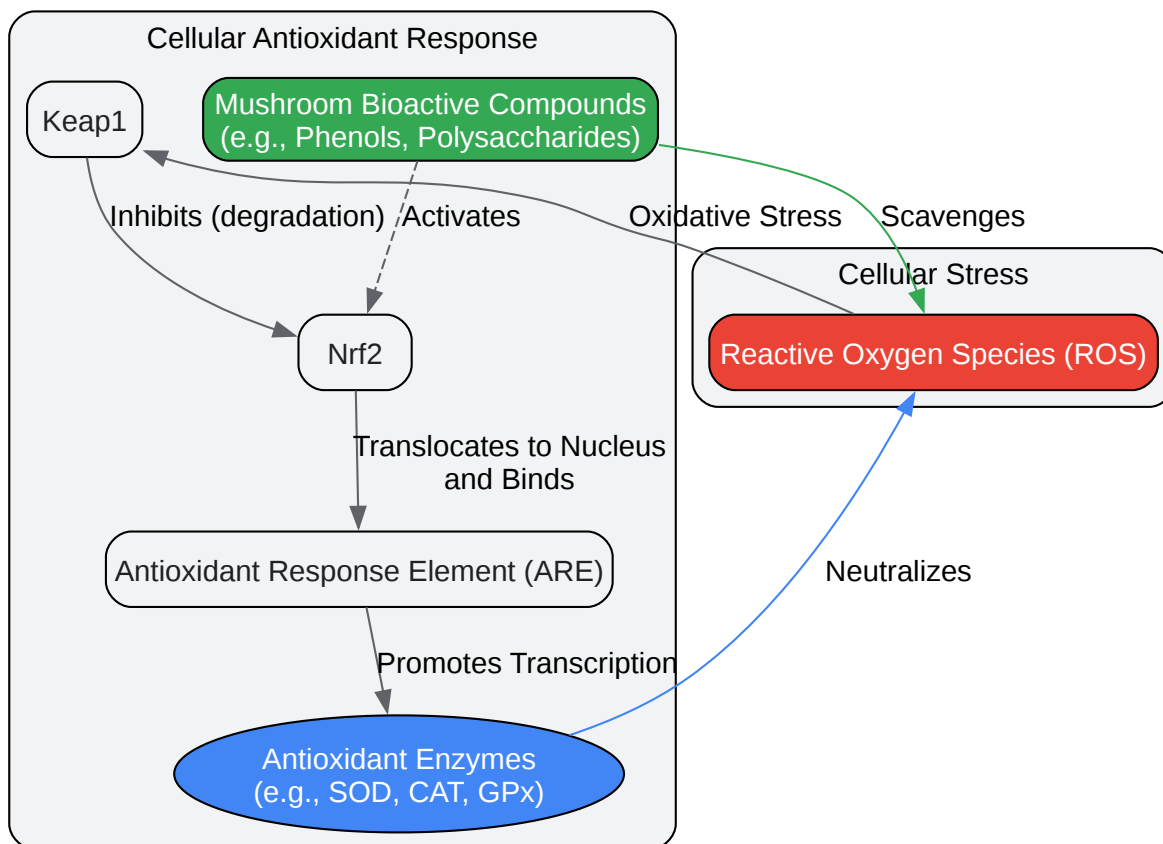 Cellular Antioxidant Response
Keap1
Mushroom Bioactive Compounds
(e.g., Phenols, Polysaccharides)
Inhibits (degradation)
Activates
Oxidative Stress
Scavenges
Cellular Stress
Nrf2
Reactive Oxygen Species (ROS)
Translocates to Nucleus
and Binds
Antioxidant Response Element (ARE)
Neutralizes
Promotes Transcription
Antioxidant Enzymes
(e.g., SOD, CAT, GPx)